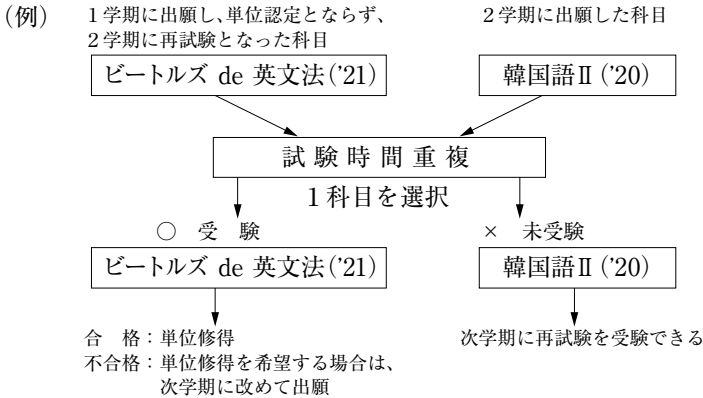 （例）
１学期に出願し、単位認定とならず、
２学期に再試験となった科目
２学期に出願した科目
ビートルズ de 英文法(’21)
韓国語Ⅱ(’20)
試験時間重複
１科目を選択
○ 受 験
× 未受験
ビートルズ de 英文法(’21)
韓国語Ⅱ(’20)
合　格：単位修得
不合格：単位修得を希望する場合は、
次学期に改めて出願
次学期に再試験を受験できる